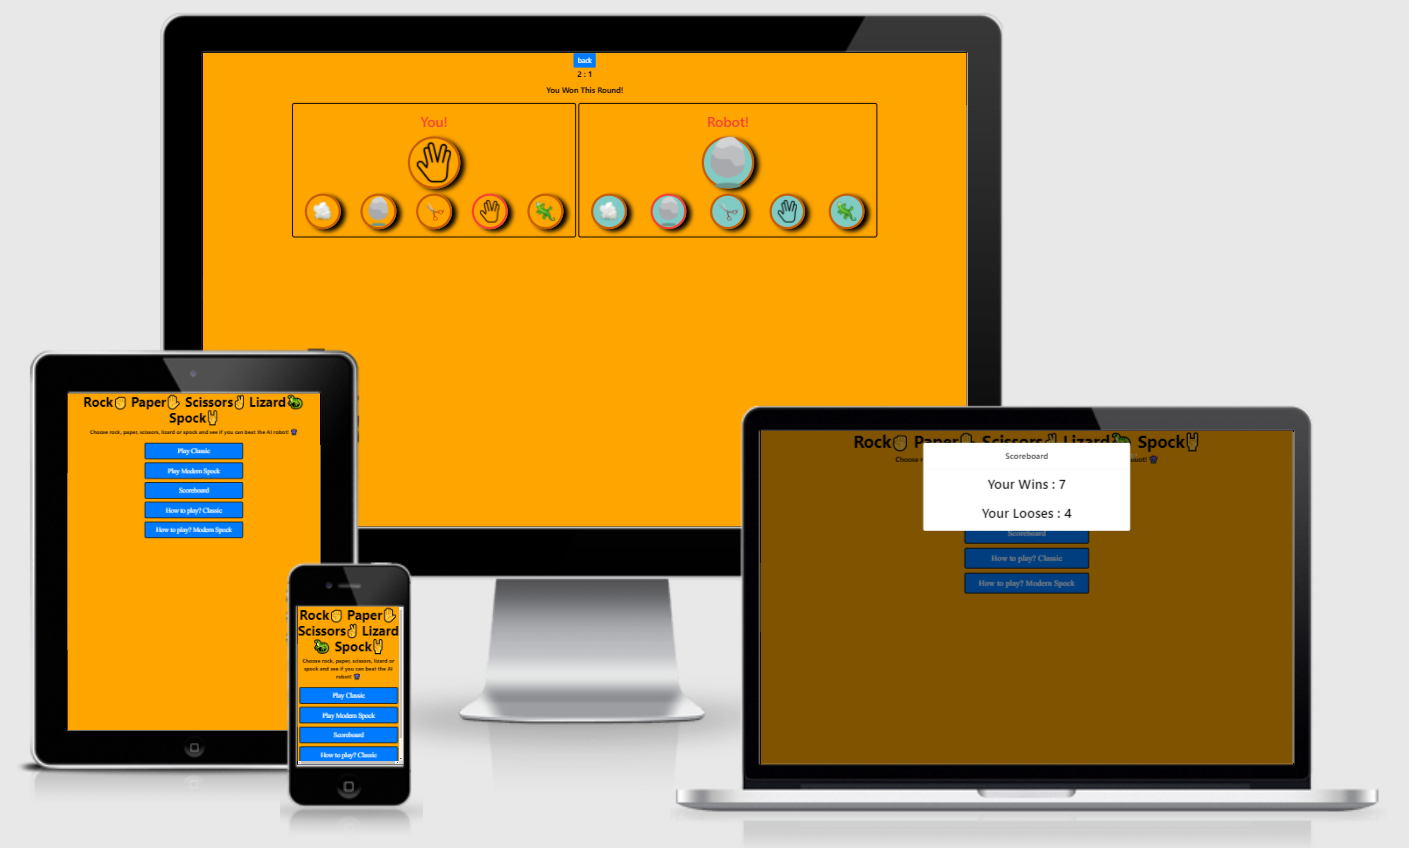 back
2 : 1
You Won This Round!
You!
Robot!
Rock Paper Scissors Lizard
Spock
Choose rock, paper, scissors, lizard or spock and see if you can beat the AI robot!
Play Classic
Play Modern Spock
Scoreboard
How to play? Classic
How to play? Modern Spock
Rock Paper
Scissors Lizard
Spock
Choose rock, paper, scissors, lizard or
spock and see if you can beat the AI
robot!
Play Classic
Play Modern Spock
Scoreboard
How to play? Classic
Rock Paper Scissors Lizard Spock
Choose
Scoreboard
Your Wins : 7
Your Looses : 4
Scoreboard
How to play? Classic
How to play? Modern Spock